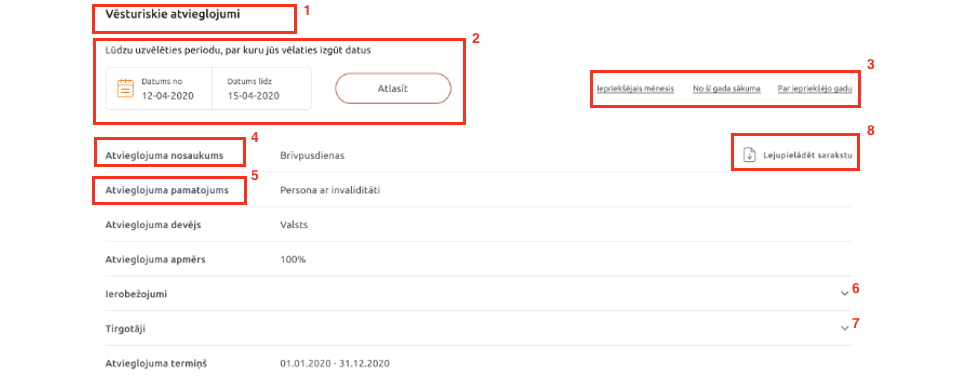 Vēsturiskie atvieglojumi 1
2
Lūdzu uzvēlēties periodu, par kuru jūs vēlaties izgūt datus
3
Datums no Datums līdz
12-04-2020 15-04-2020 Atlasīt Iepriekšējais mēnesis No šī gada sākuma Par iepriekšējo gadu
4 8
Atvieglojuma nosaukums Brīvpusdienas Lejupielādēt sarakstu
5
Atvieglojuma pamatojums Persona ar invaliditāti
Atvieglojuma devējs Valsts
Atvieglojuma apmērs 100%
Ierobežojumi 6
Tirgotāji 7
Atvieglojuma termiņš 01.01.2020 - 31.12.2020